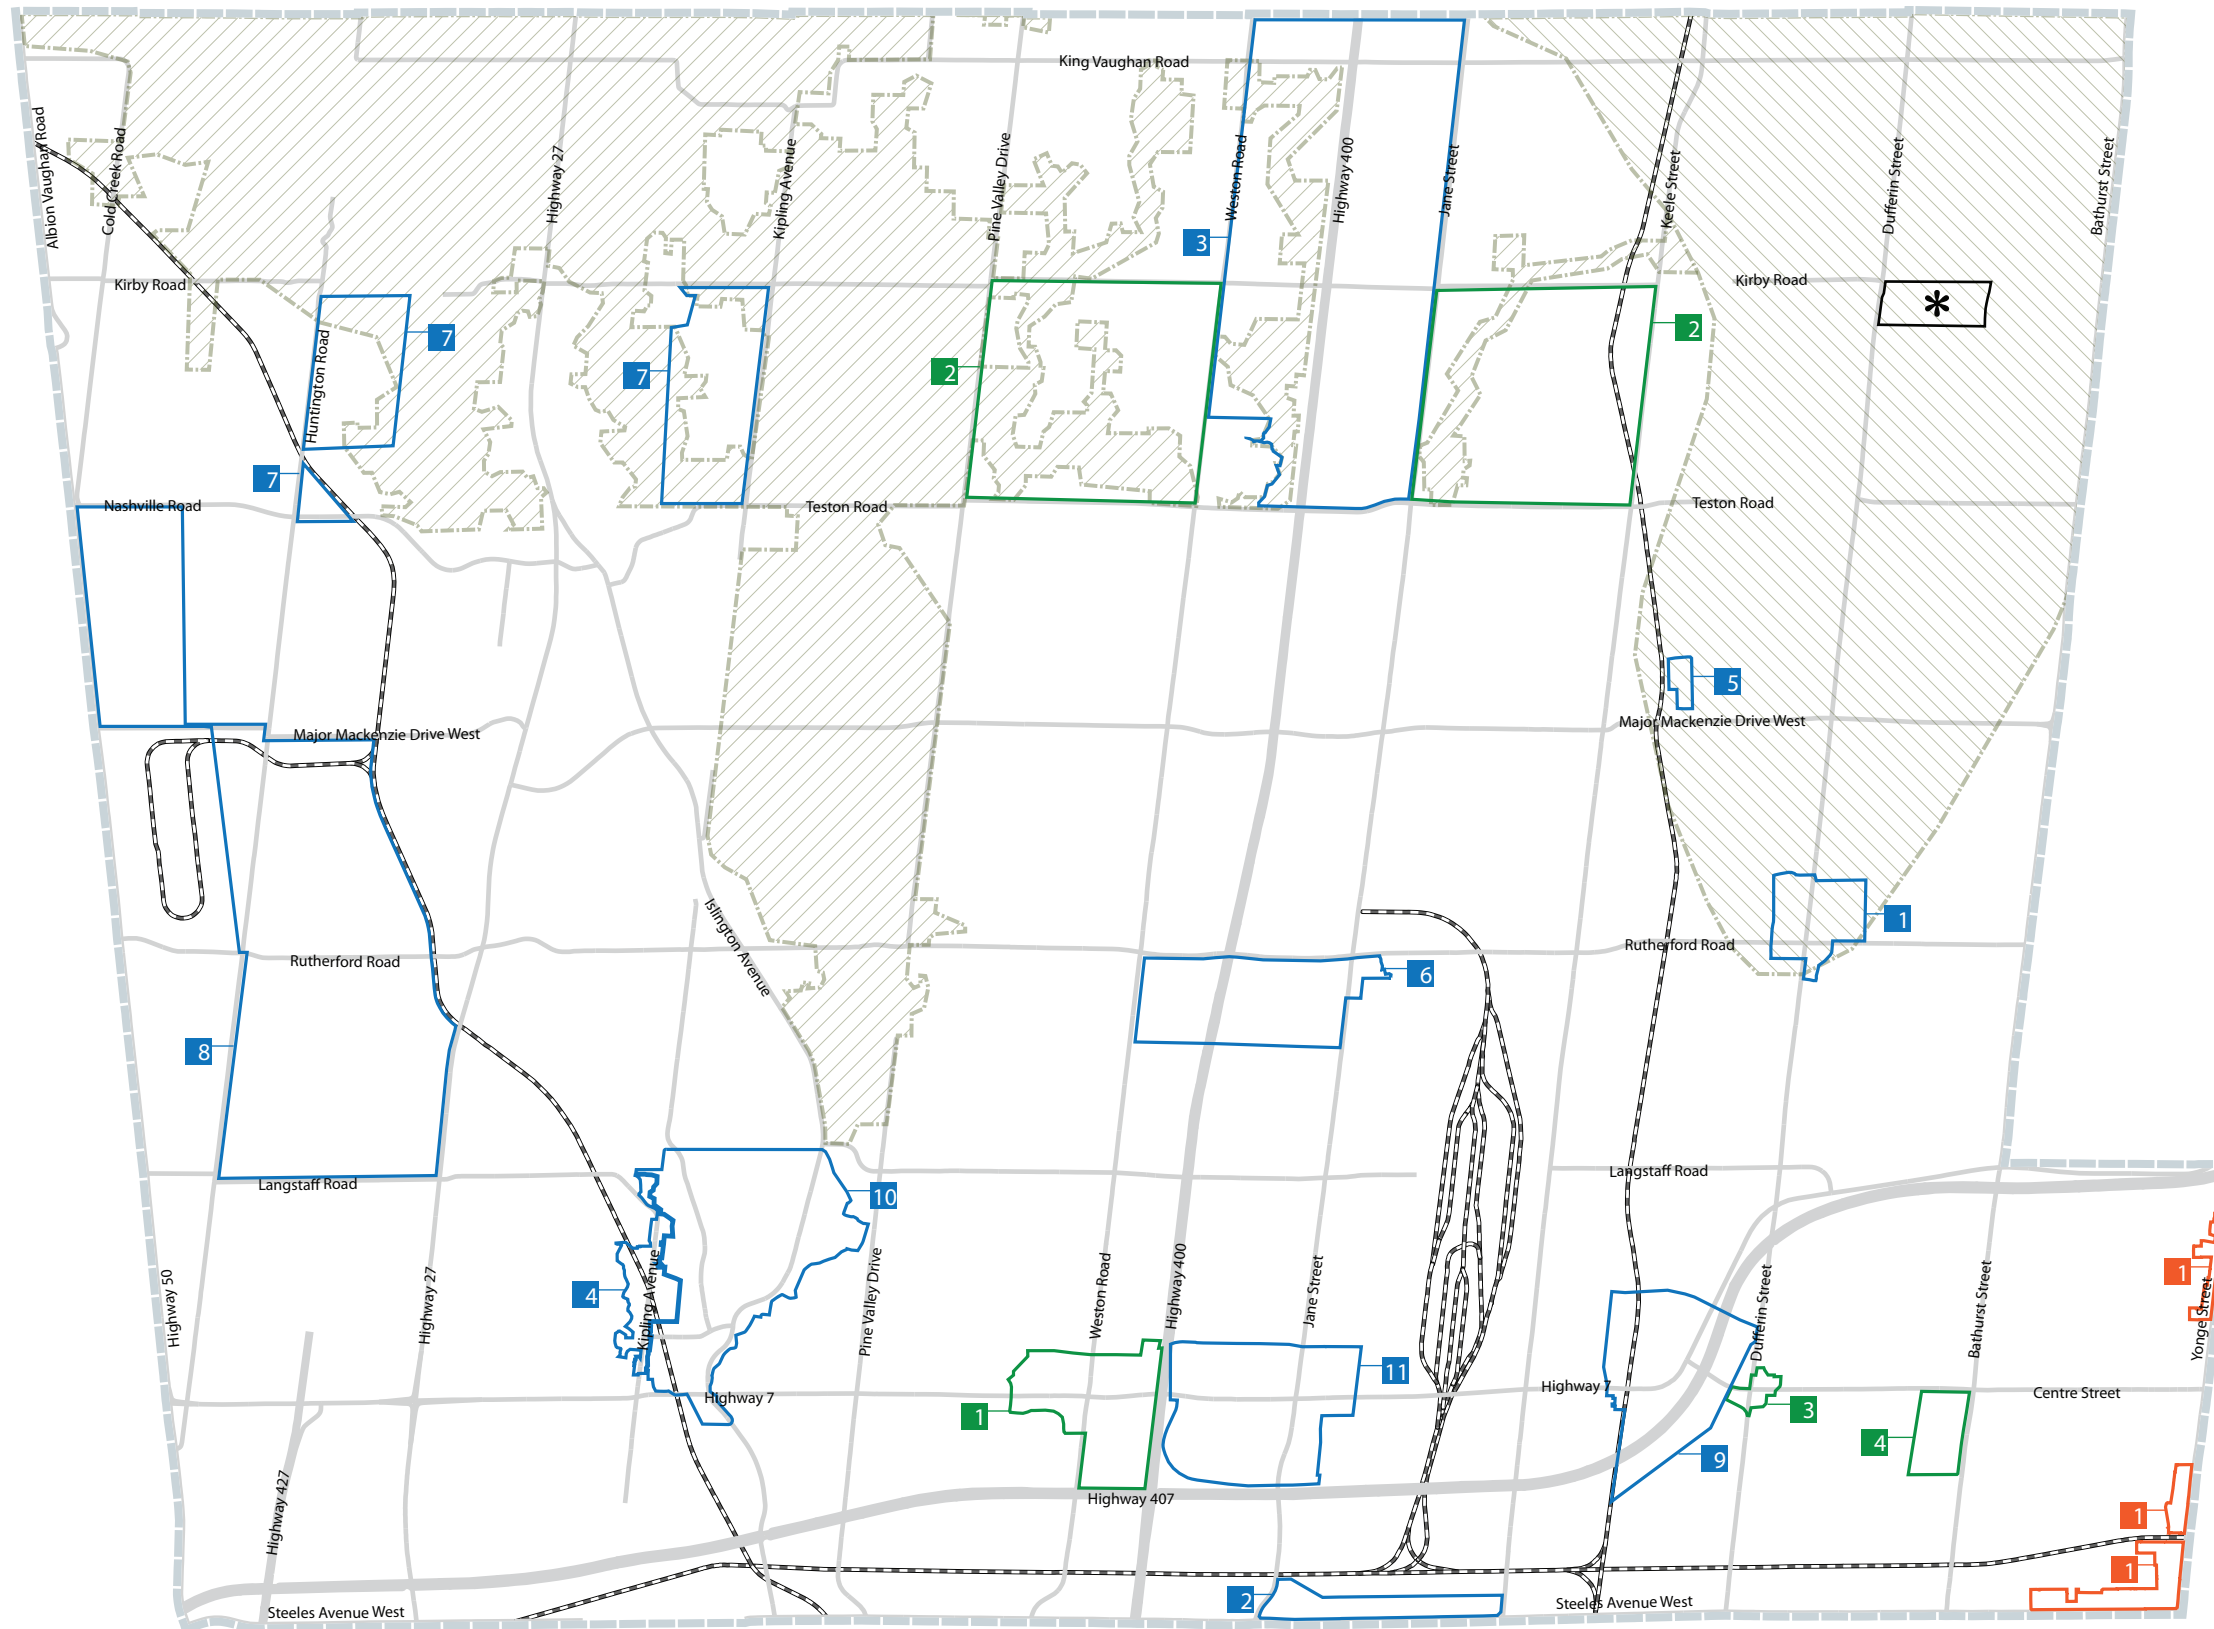 King Vaughan Road
Albion Vaughan Road
Cold Creek Road
Highway 27
Kipling Avenue
Pine Valley Drive
Weston Road
Highway 400
Jane Street
Keele Street
Dufferin Street
Bathurst Street
3
Kirby Road
Kirby Road
*
Huntington Road
7
7
2
2
7
Nashville Road
Teston Road
Teston Road
5
Major Mackenzie Drive West
Major Mackenzie Drive West
1
Islington Avenue
Rutherford Road
Rutherford Road
6
8
Langstaff Road
Langstaff Road
10
4
Kipling Avenue
Highway 50
Highway 27
Pine Valley Drive
Weston Road
Highway 400
Jane Street
Dufferin Street
Bathurst Street
1
Yonge Street
11
Highway 7
Highway 7
Centre Street
1
3
4
9
Highway 427
Highway 407
1
1
2
Steeles Avenue West
Steeles Avenue West